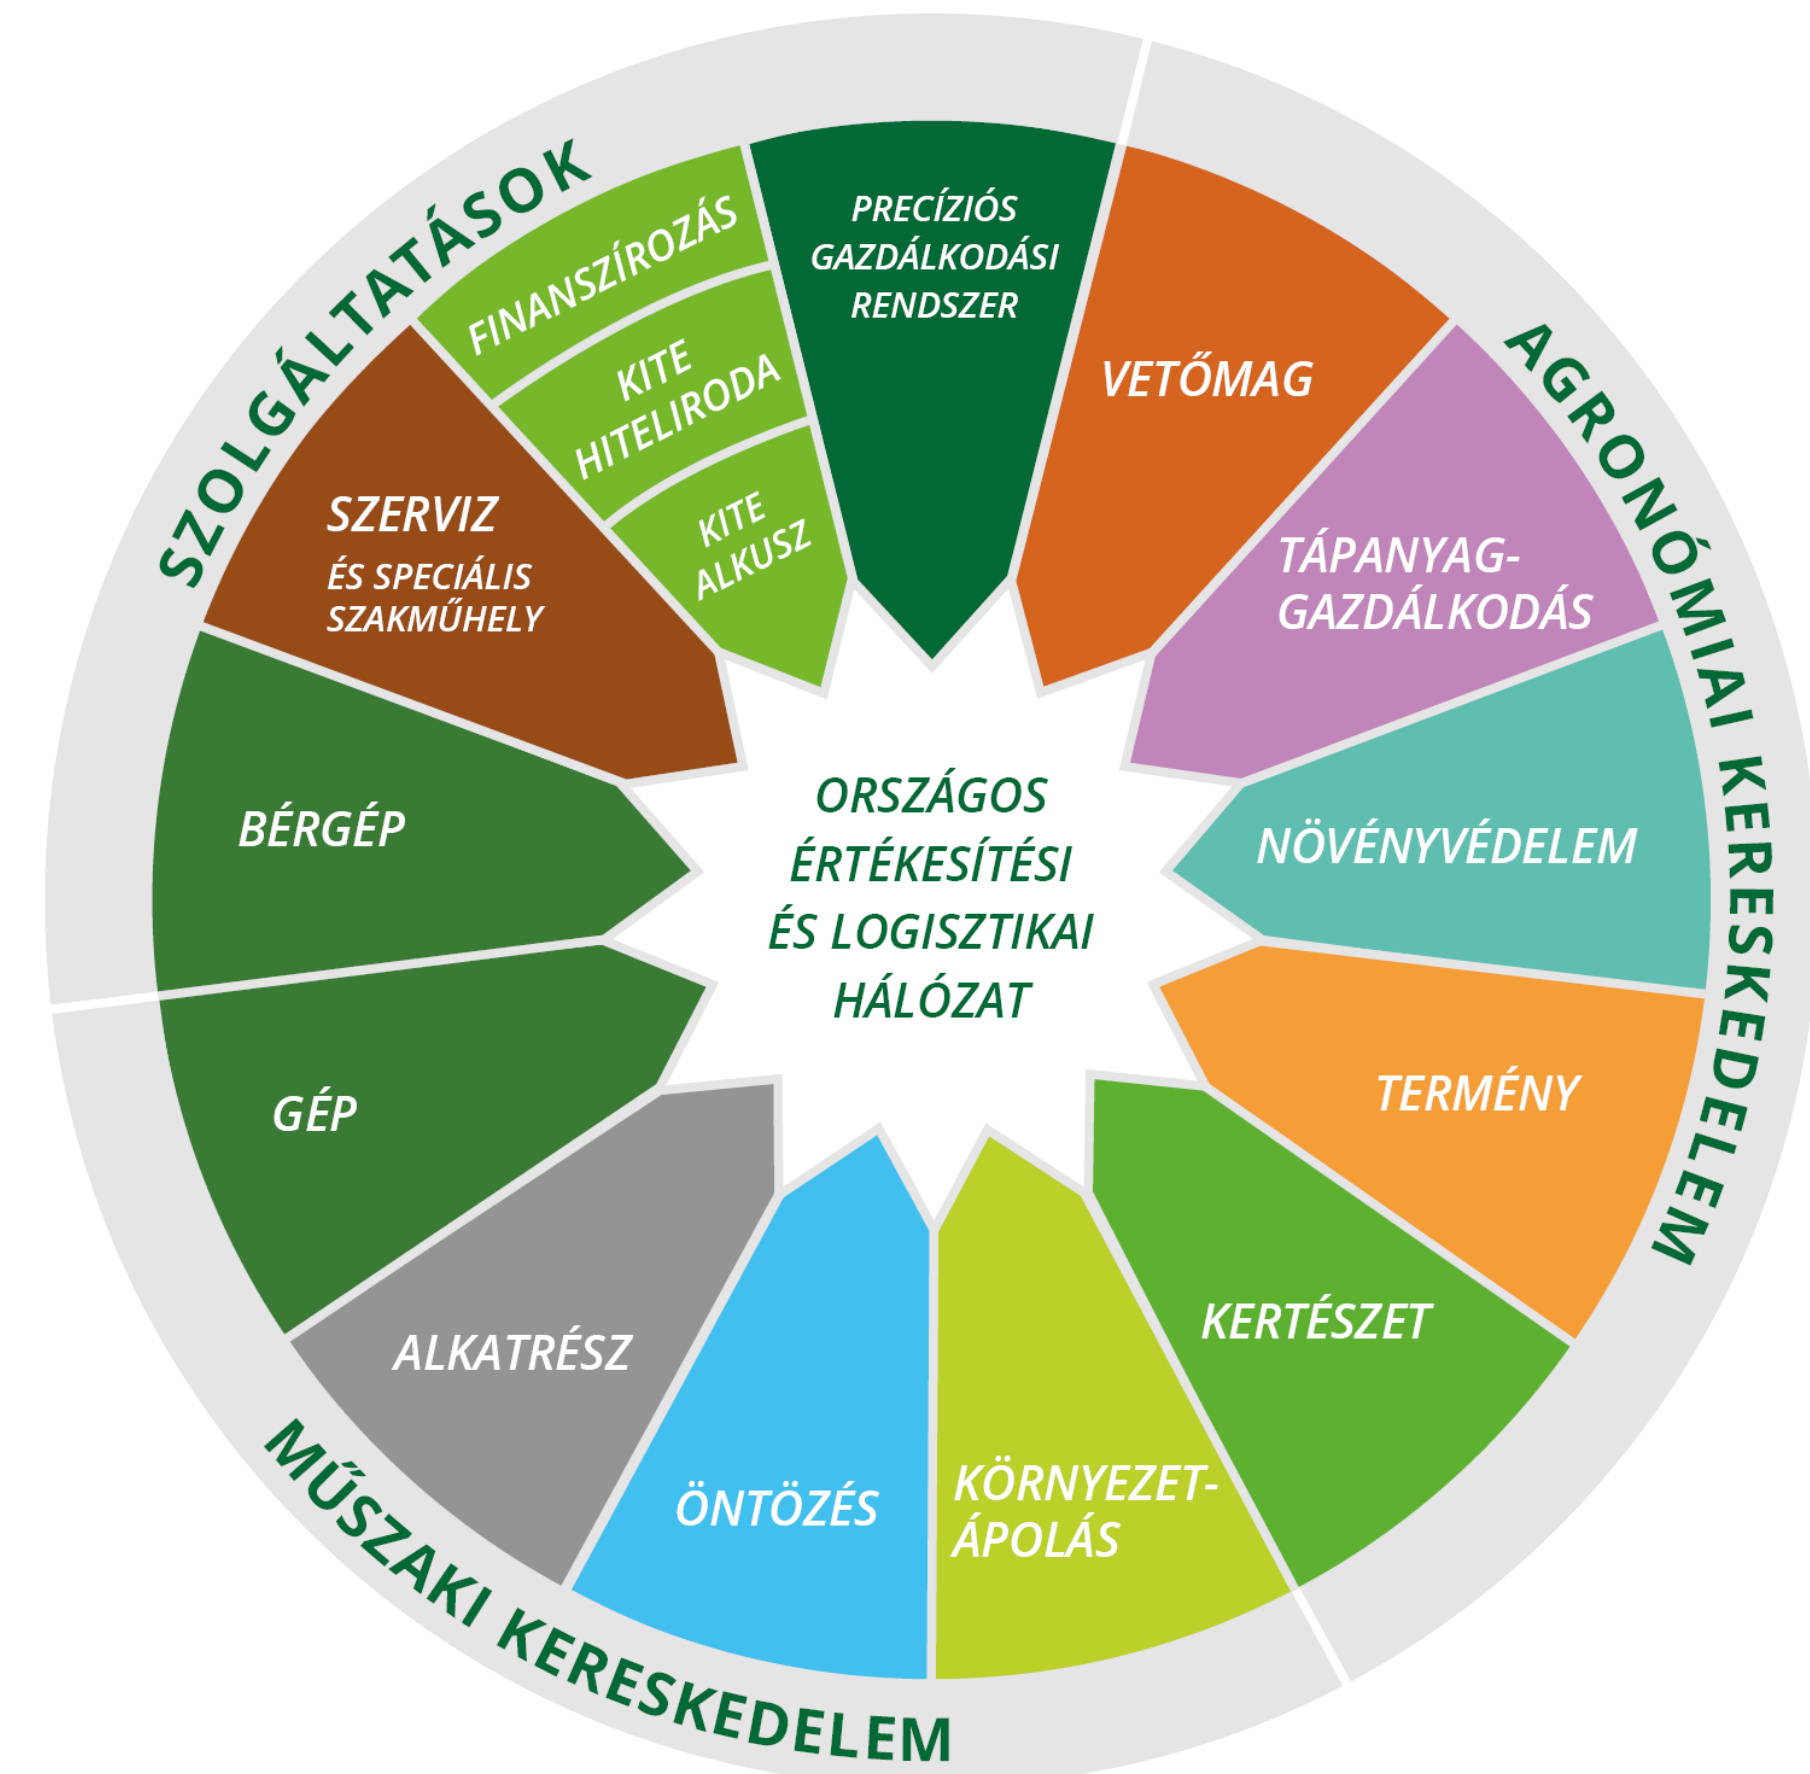 SZOLGÁLTATÁSOK
FINANSZÍROZÁS
KITE
HITELIRODA
KITE
ALKUSZ
PRECÍZIÓS
GAZDÁLKODÁSI
RENDSZER
SZERVIZ
ÉS SPECIÁLIS
SZAKMŰHELY
BÉRGÉP
AGRONÓMIAI KERESKEDELEM
VETŐMAG
TÁPANYAG-
GAZDÁLKODÁS
NÖVÉNYVÉDELEM
TERMÉNY
KERTÉSZET
ORSZÁGOS
ÉRTÉKESÍTÉSI
ÉS LOGISZTIKAI
HÁLÓZAT
GÉP
ALKATRÉSZ
ÖNTÖZÉS
KÖRNYEZET-
ÁPOLÁS
MŰSZAKI KERESKEDELEM